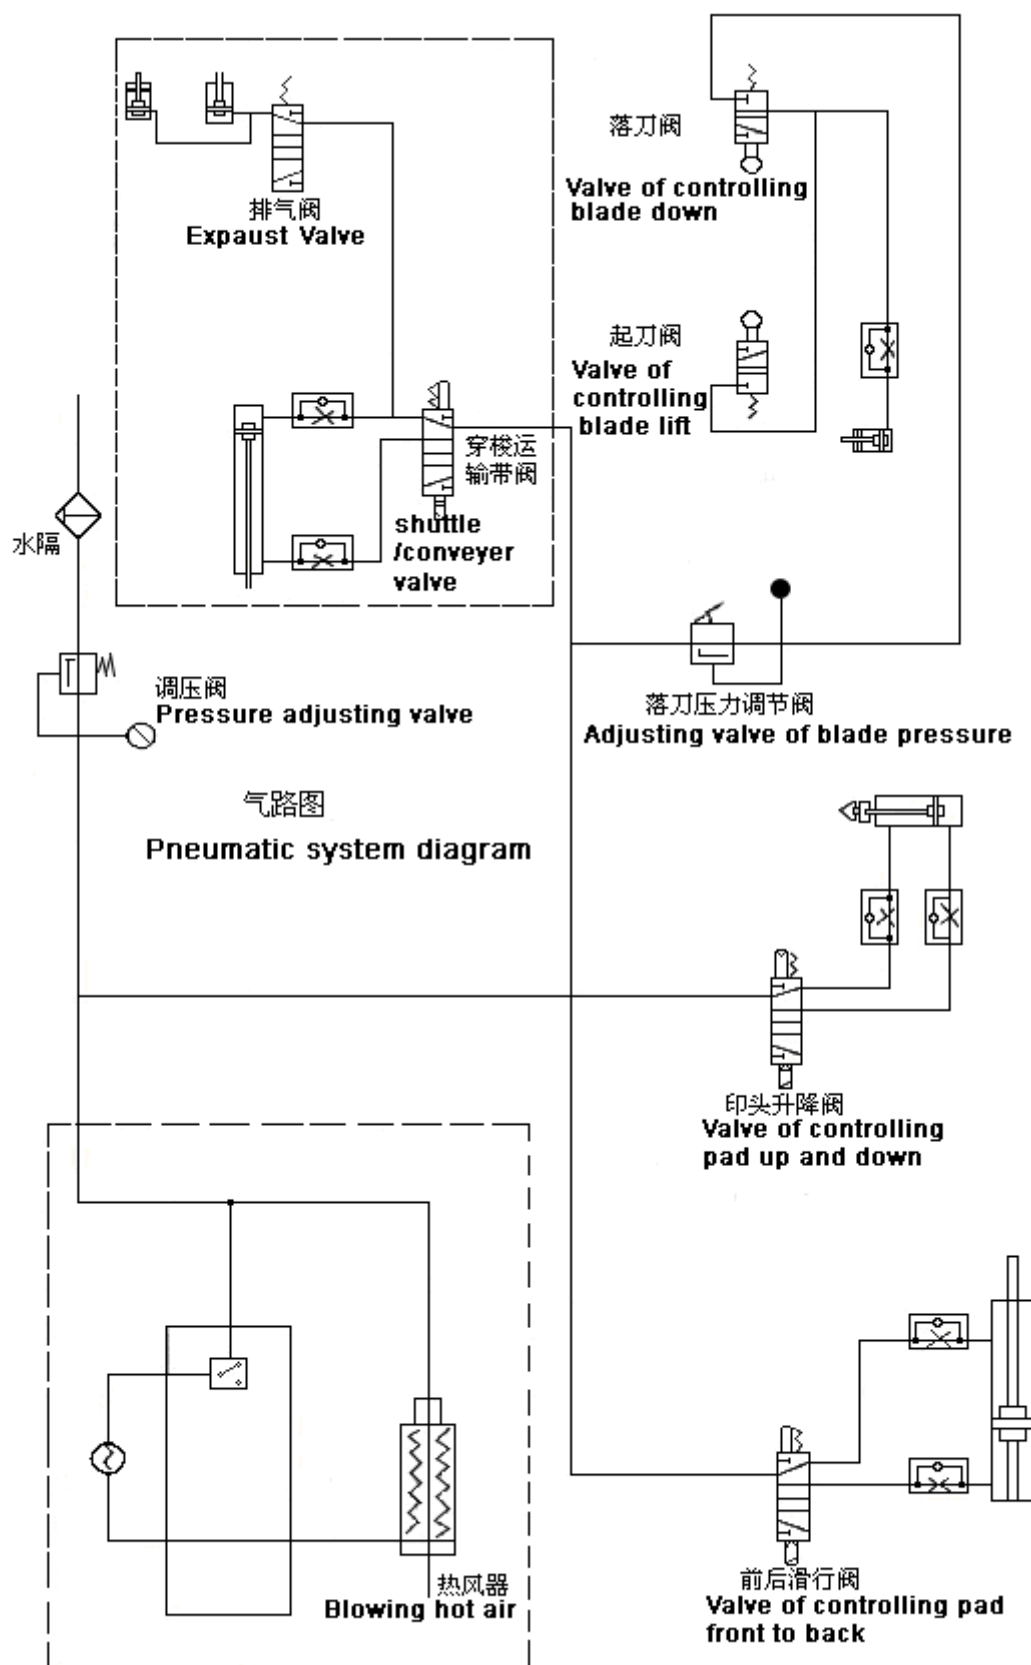 落刀阀
Valve of controlling
blade down
排气阀
Expaust Valve
起刀阀
Valve of
controlling
blade lift
穿梭运
输带阀
shuttle
/conveyer
valve
水隔
调压阀
Pressure adjusting valve
落刀压力调节阀
Adjusting valve of blade pressure
气路图
Pneumatic system diagram
印头升降阀
Valve of controlling
pad up and down
热风器
Blowing hot air
前后滑行阀
Valve of controlling pad
front to back